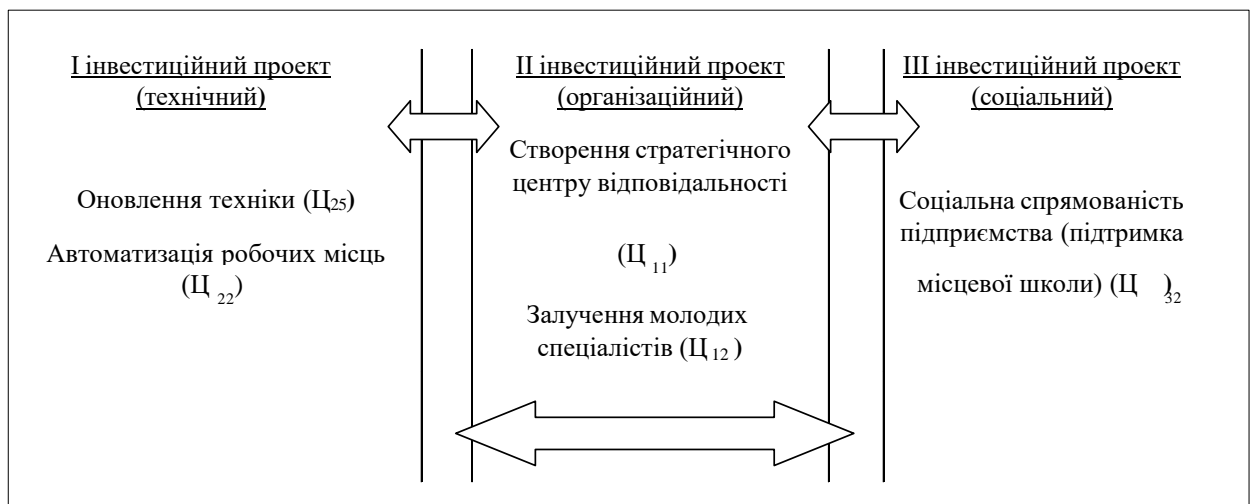 І інвестиційний проект
(технічний)
Оновлення техніки (Ц25)
Автоматизація робочих місць
(Ц 22)
ІІ інвестиційний проект
(організаційний)
Створення стратегічного
центру відповідальності
(Ц 11)
Залучення молодих
спеціалістів (Ц 12 )
ІІІ інвестиційний проект
(соціальний)
Соціальна спрямованість
підприємства (підтримка
місцевої школи) (Ц 32)